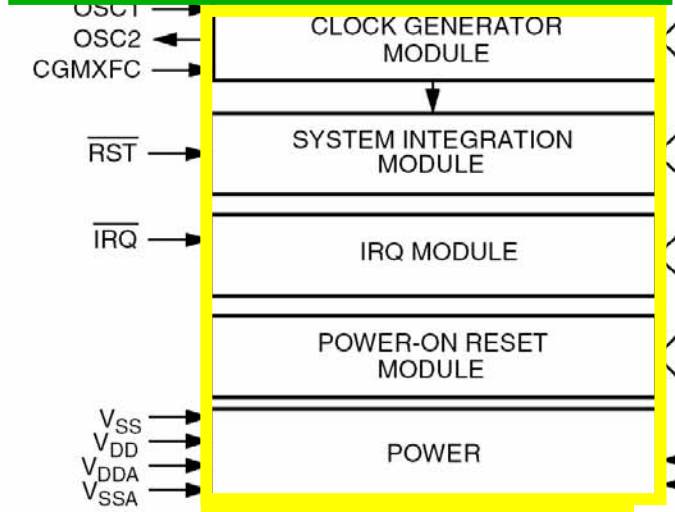 OSC1
OSC2
CGMXFC
CLOCK GENERATOR
MODULE
RST
SYSTEM INTEGRATION
MODULE
IRQ
IRQ MODULE
POWER-ON RESET
MODULE
VSS
VDD
VDDA
VSSA
POWER